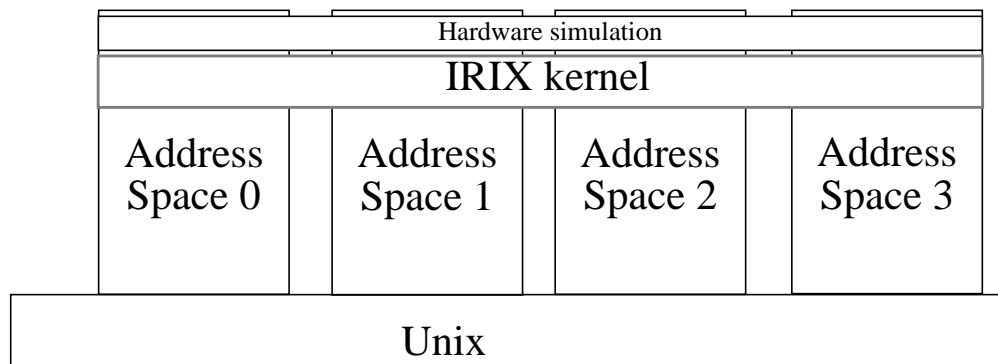 Hardware simulation
IRIX kernel
Address
Space 0
Address
Space 1
Address
Space 2
Address
Space 3
Unix